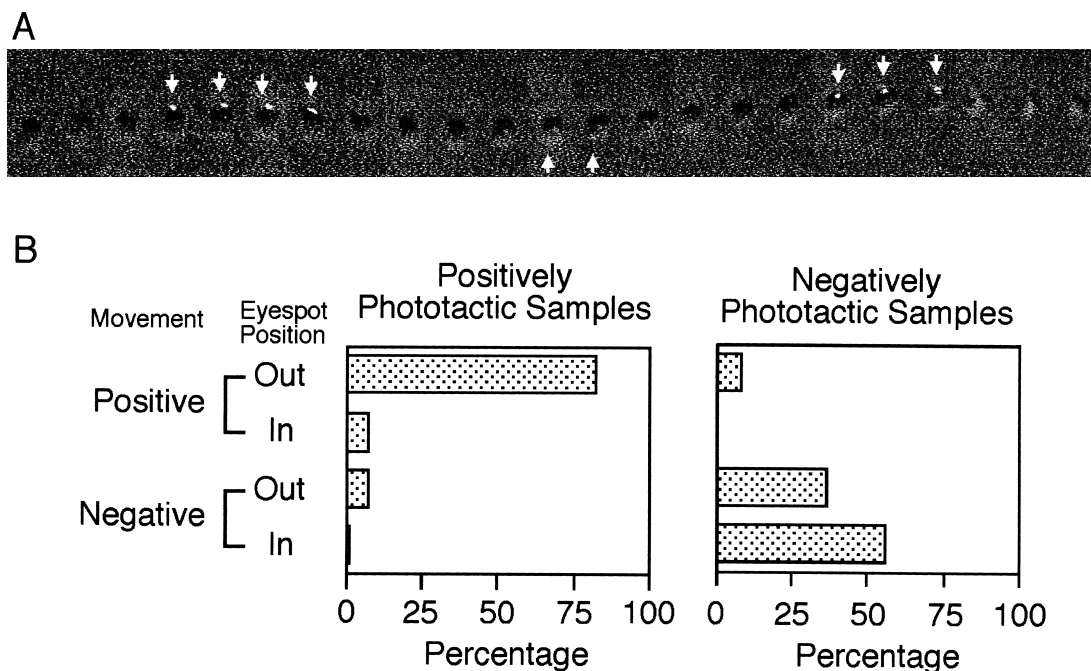 A
B
Movement
Eyespot
Position
Positively
Phototactic Samples
Negatively
Phototactic Samples
Positive
Out
In
Negative
Out
In
0 25 50 75 100
Percentage
0 25 50 75 100
Percentage